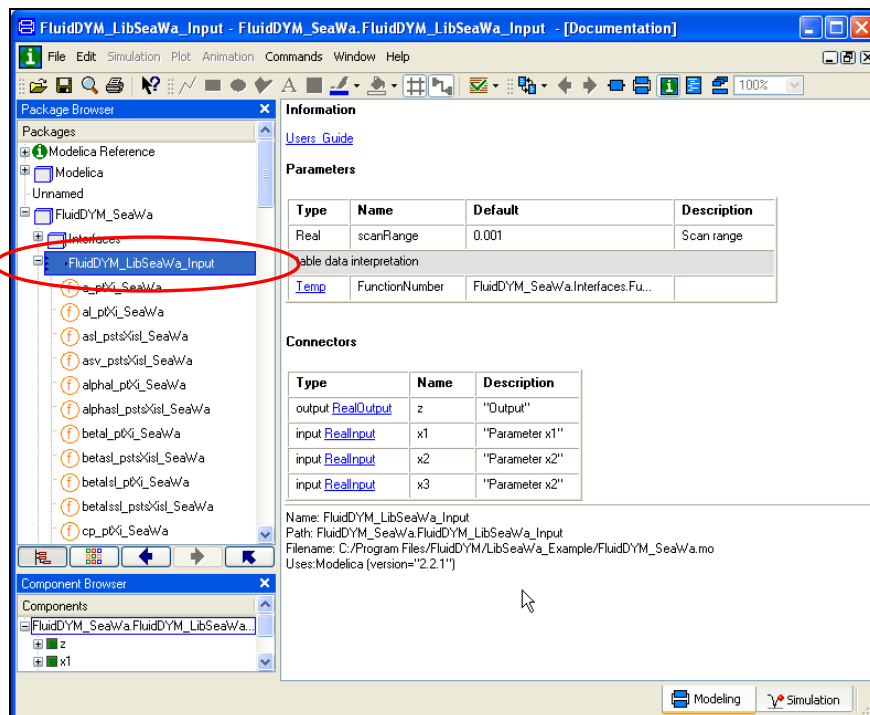 FluidDYM_LibSeaWa_Input - FluidDYM_SeaWa.FluidDYM_LibSeaWa_Input - [Documentation]
File Edit Simulation Plot Animation Commands Window Help
100%
Package Browser
Packages
Modelica Reference
Modelica
Unnamed
FluidDYM_SeaWa
Interfaces
FluidDYM_LibSeaWa_Input
a_ptXi_SeaWa
al_ptXi_SeaWa
asl_pstsXisl_SeaWa
asv_pstsXisl_SeaWa
alphal_ptXi_SeaWa
alphasl_pstsXisl_SeaWa
betal_ptXi_SeaWa
betasl_pstsXisl_SeaWa
betalsl_ptXi_SeaWa
betalssl_pstsXisl_SeaWa
cp_ptXi_SeaWa
Component Browser
Components
FluidDYM_SeaWa.FluidDYM_LibSeaWa...
z
x1
Information
Users Guide
Parameters
Type Name Default Description
Real scanRange 0.001 Scan range
table data interpretation
Temp FunctionNumber FluidDYM_SeaWa.Interfaces.Fu...
Connectors
Type Name Description
output RealOutput z "Output"
input RealInput x1 "Parameter x1"
input RealInput x2 "Parameter x2"
input RealInput x3 "Parameter x2"
Name: FluidDYM_LibSeaWa_Input
Path: FluidDYM_SeaWa.FluidDYM_LibSeaWa_Input
Filename: C:/Program Files/FluidDYM/LibSeaWa_Example/FluidDYM_SeaWa.mo
Uses:Modelica (version="2.2.1")
Modeling Simulation